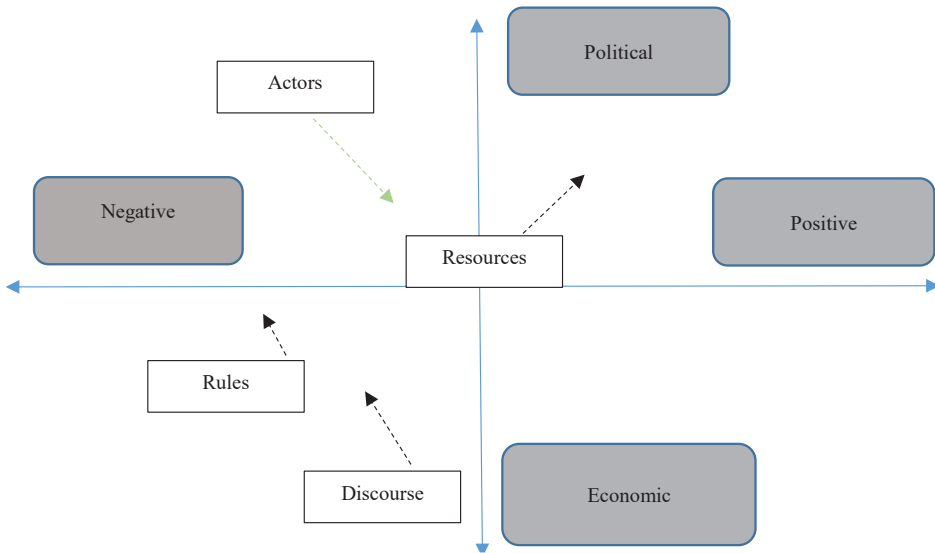 Political
Actors
Negative
Positive
Resources
Rules
Discourse
Economic